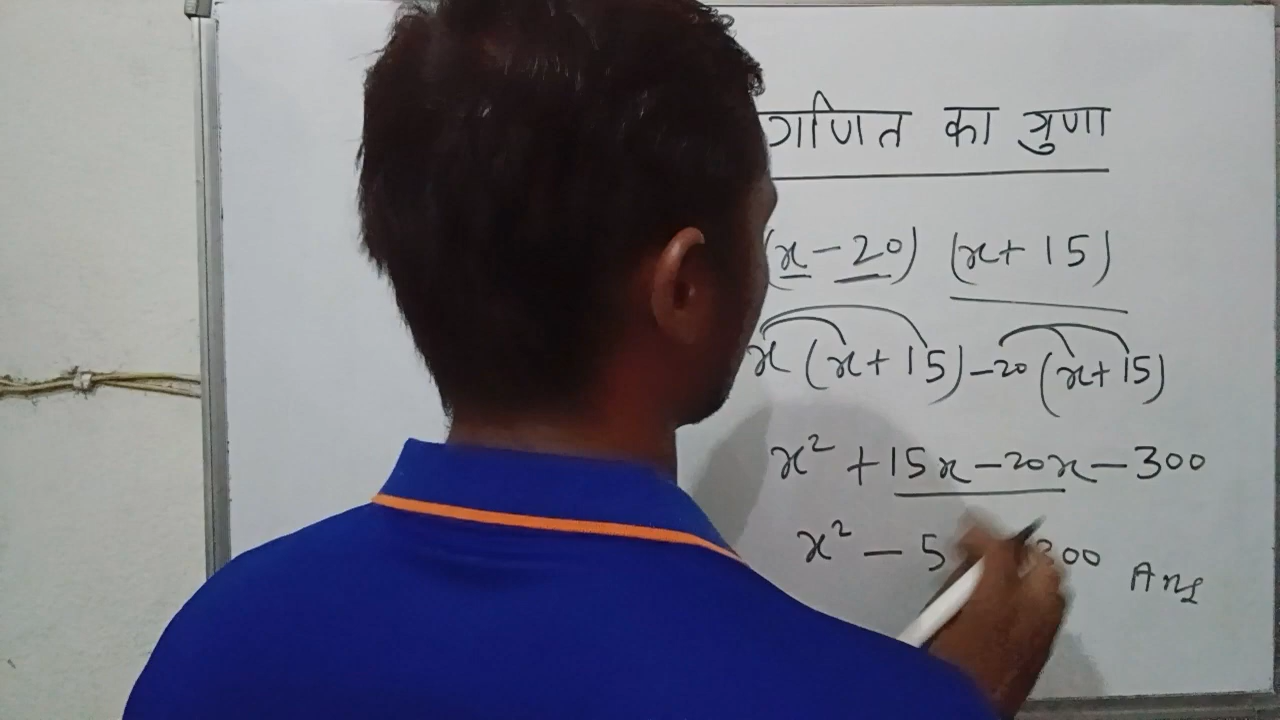 गणित का गुणा
(x - 20) (x + 15)
x (x + 15) - 20 (x + 15)
x² + 15x - 20x - 300
x² - 5 300 Ans